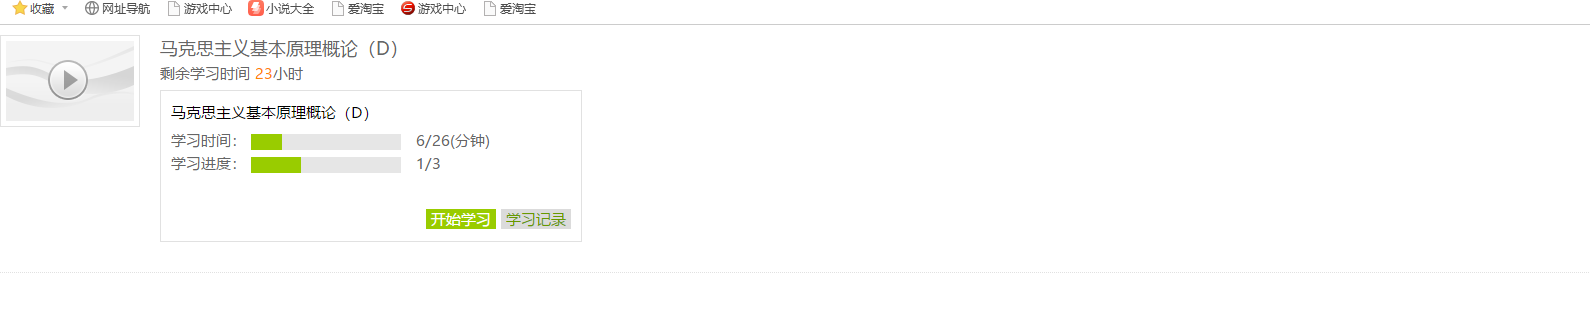 收藏 网址导航 游戏中心 小说大全 爱淘宝 游戏中心 爱淘宝
马克思主义基本原理概论（D）
剩余学习时间 23小时
马克思主义基本原理概论（D）
学习时间： 6/26(分钟)
学习进度： 1/3
开始学习 学习记录